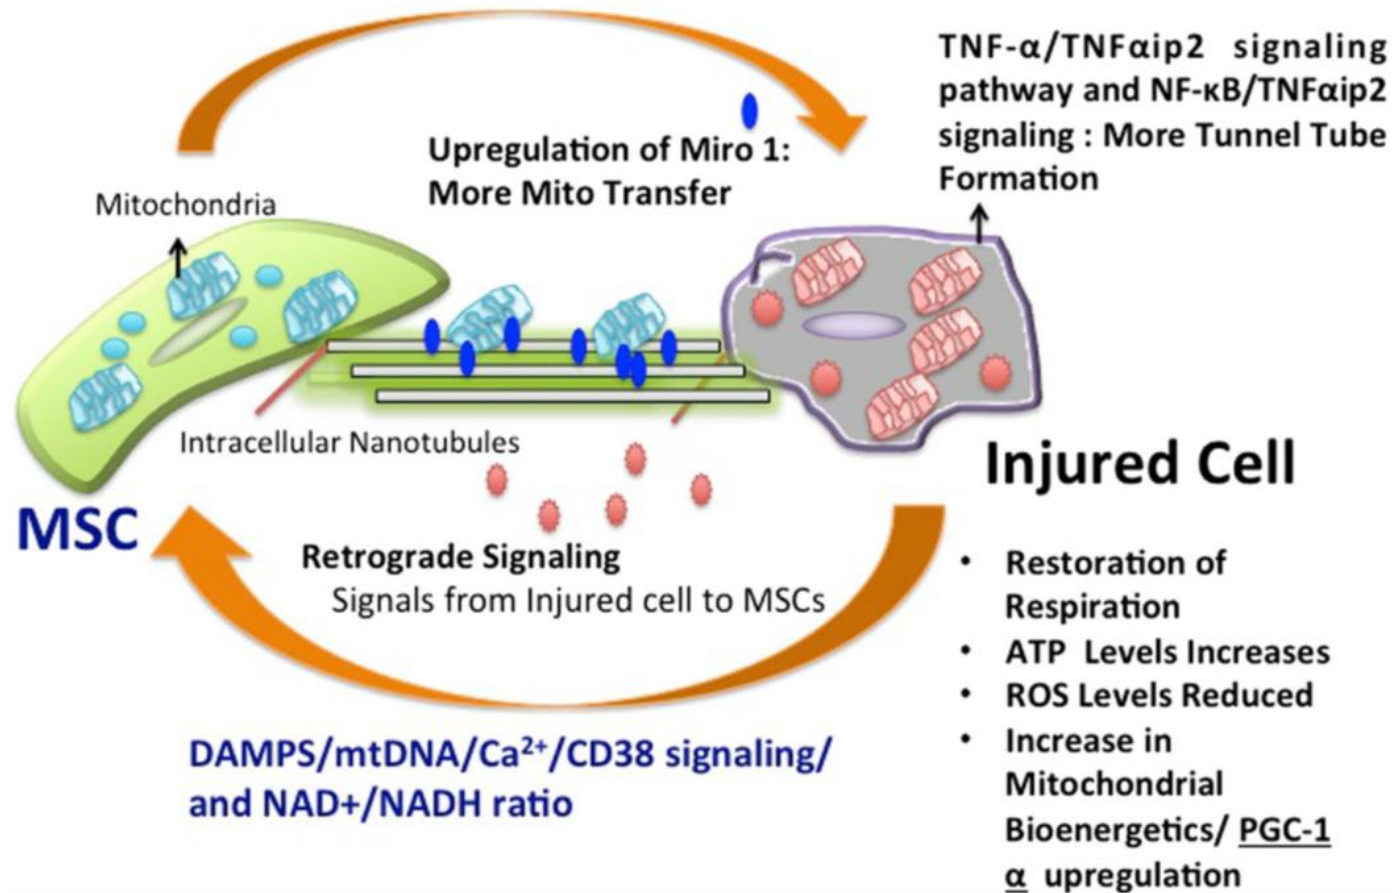 TNF-α/TNFαip2 signaling
pathway and NF-κB/TNFαip2
signaling : More Tunnel Tube
Formation
Upregulation of Miro 1:
More Mito Transfer
Mitochondria
Intracellular Nanotubules
MSC
Injured Cell
Retrograde Signaling
Signals from Injured cell to MSCs
DAMPS/mtDNA/Ca²⁺/CD38 signaling/
and NAD+/NADH ratio
• Restoration of
Respiration
• ATP Levels Increases
• ROS Levels Reduced
• Increase in
Mitochondrial
Bioenergetics/ PGC-1
α upregulation